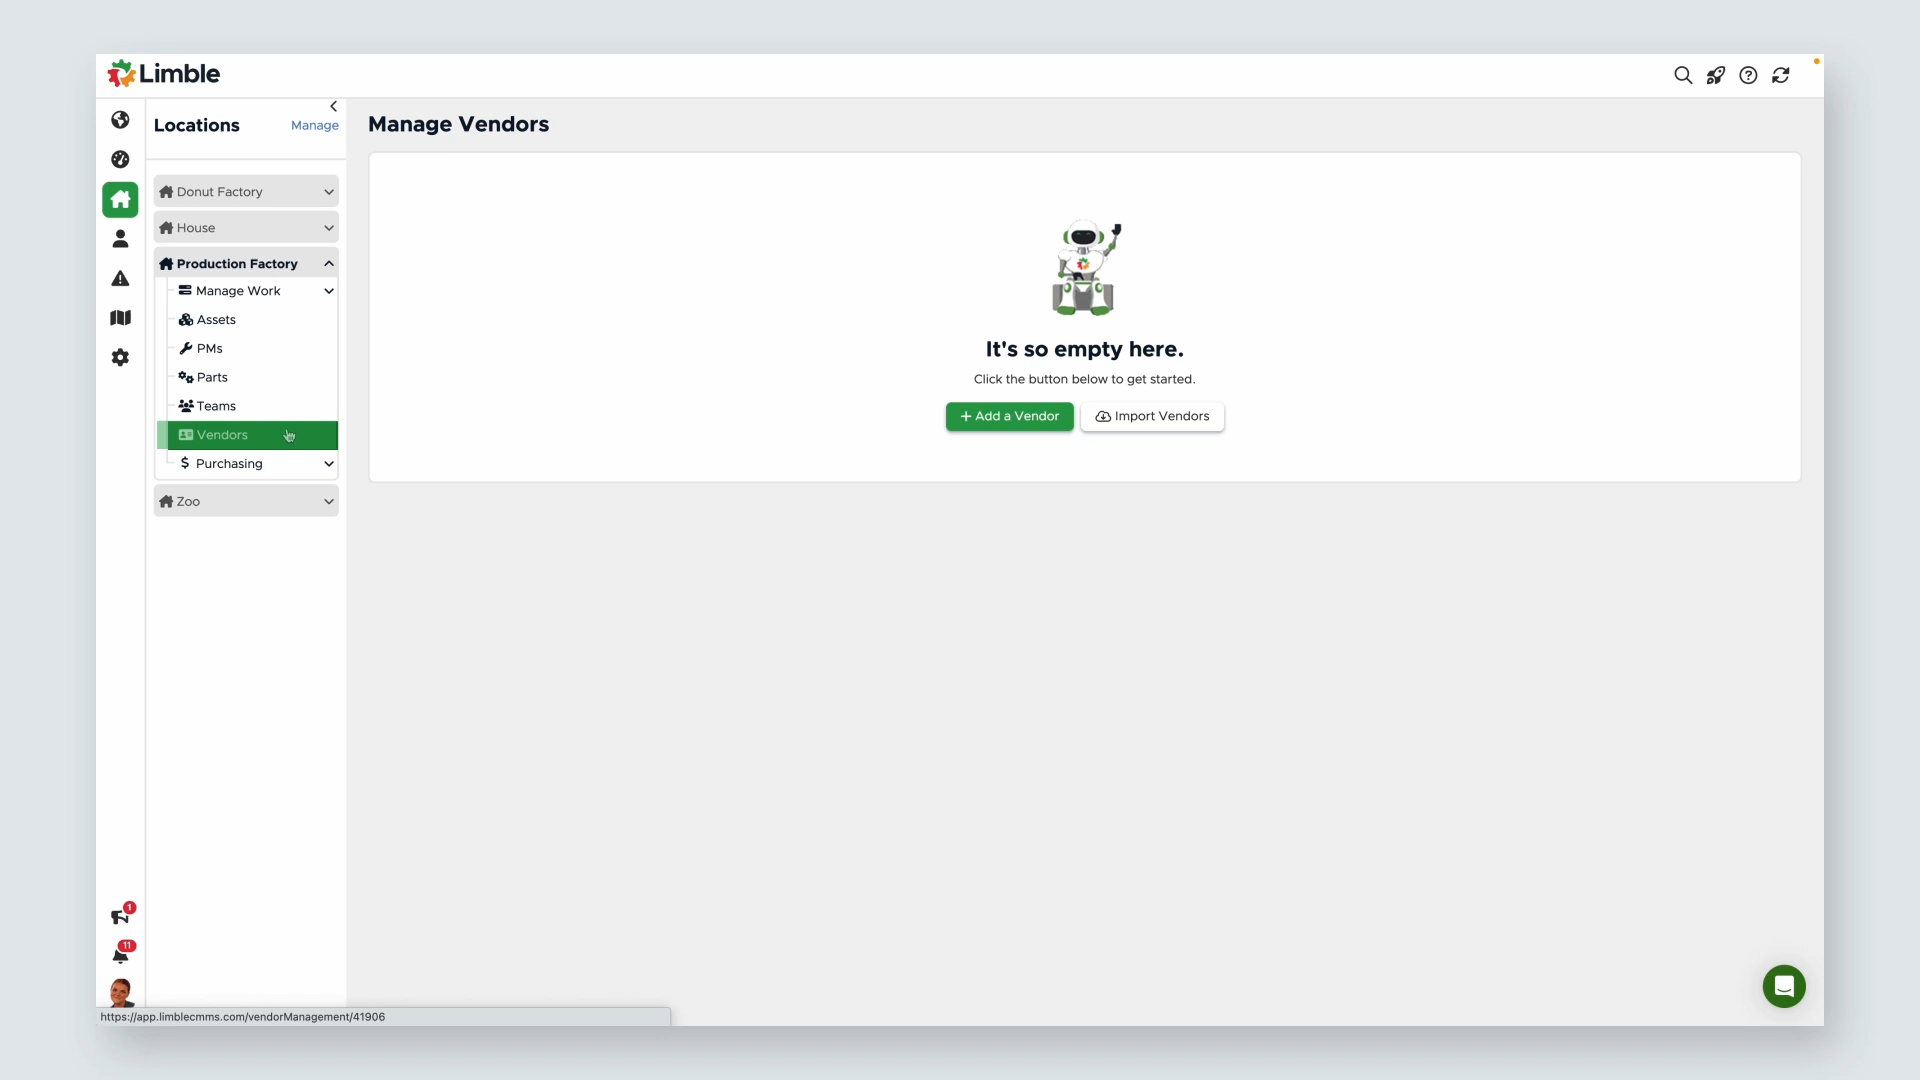 Limble
Locations
Manage
Donut Factory
House
Production Factory
Manage Work
Assets
PMs
Parts
Teams
Vendors
$ Purchasing
Zoo
Manage Vendors
It's so empty here.
Click the button below to get started.
+ Add a Vendor
Import Vendors
1
11
https://app.limblecmms.com/vendorManagement/41906